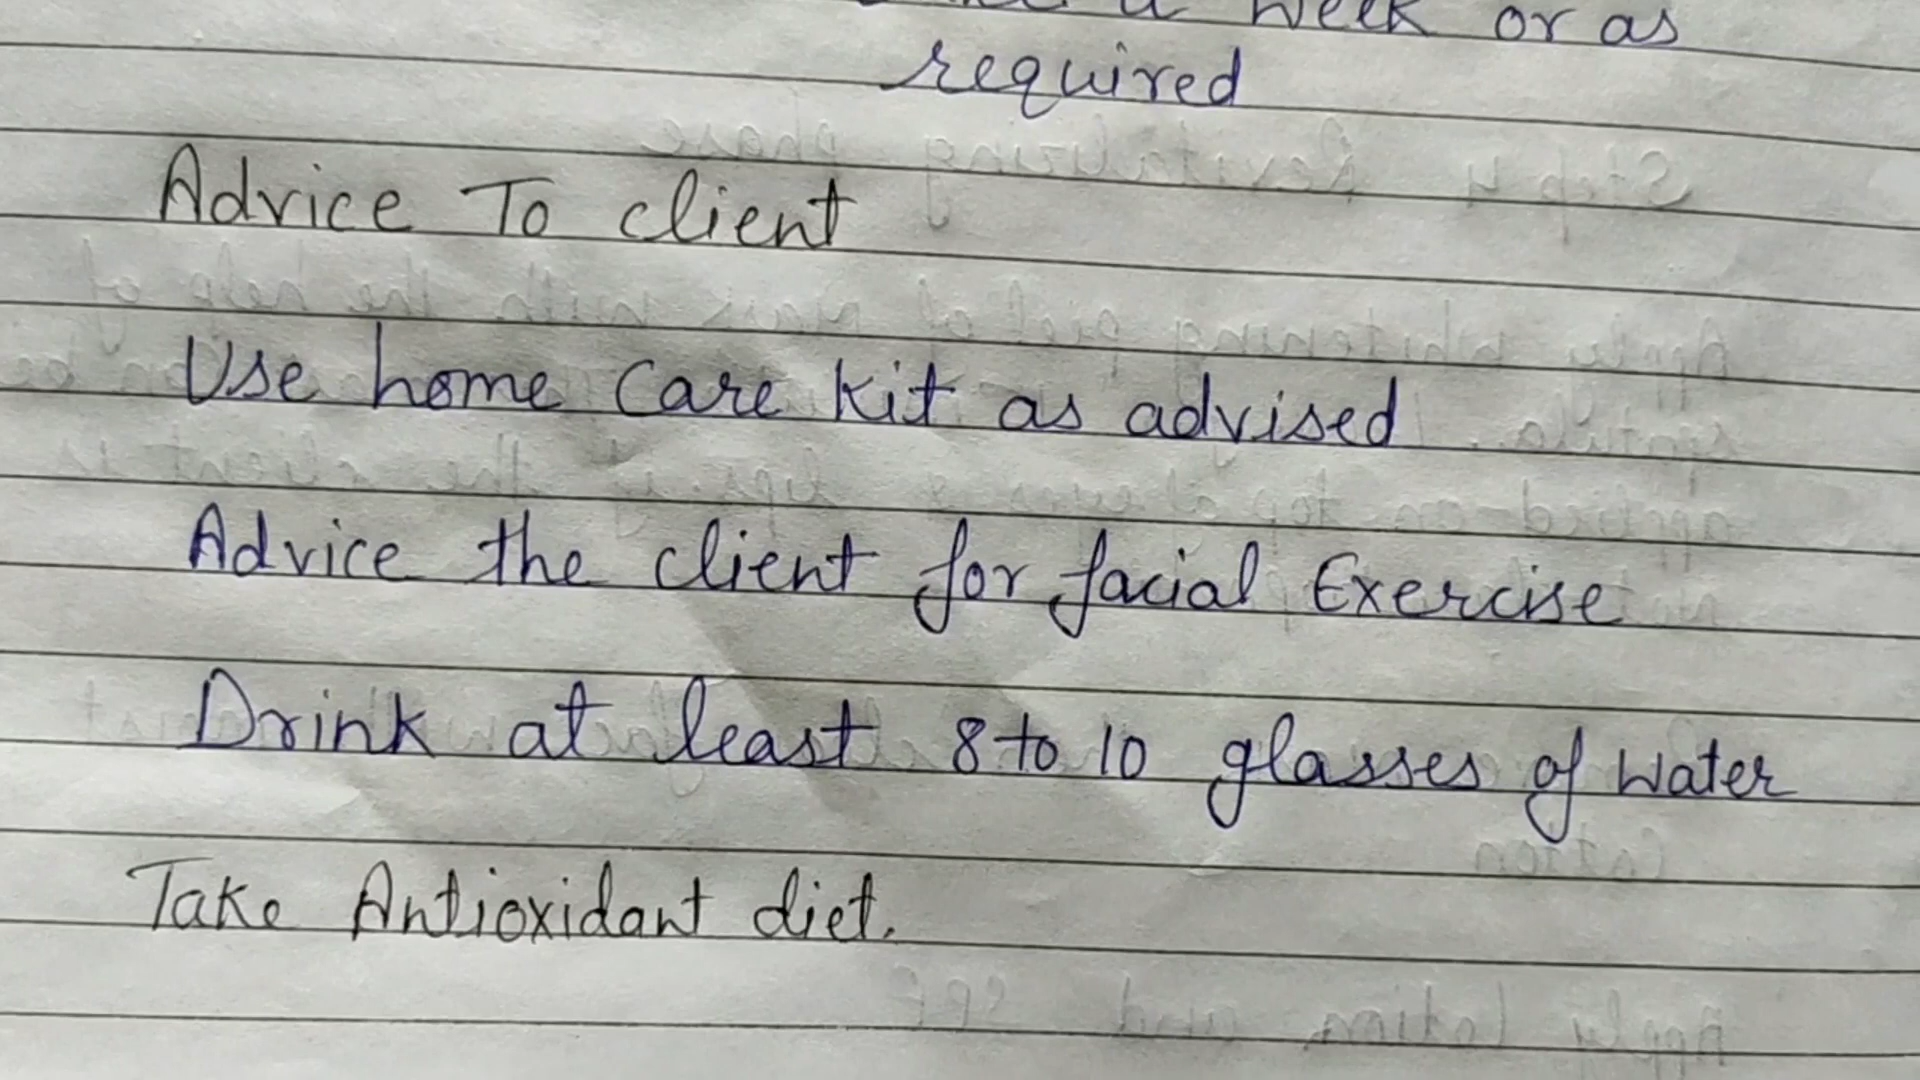 a week or as
required
Advice To client
Use home care kit as advised
Advice the client for facial Exercise
Drink at least 8 to 10 glasses of water
Take Antioxidant diet.